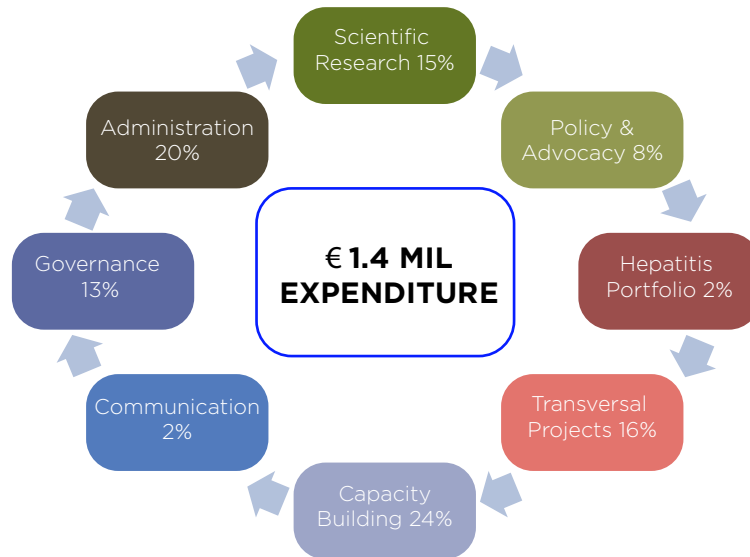 Scientific
Research 15%
Policy &
Advocacy 8%
Hepatitis
Portfolio 2%
Transversal
Projects 16%
Capacity
Building 24%
Communication
2%
Governance
13%
Administration
20%
€ 1.4 MIL
EXPENDITURE